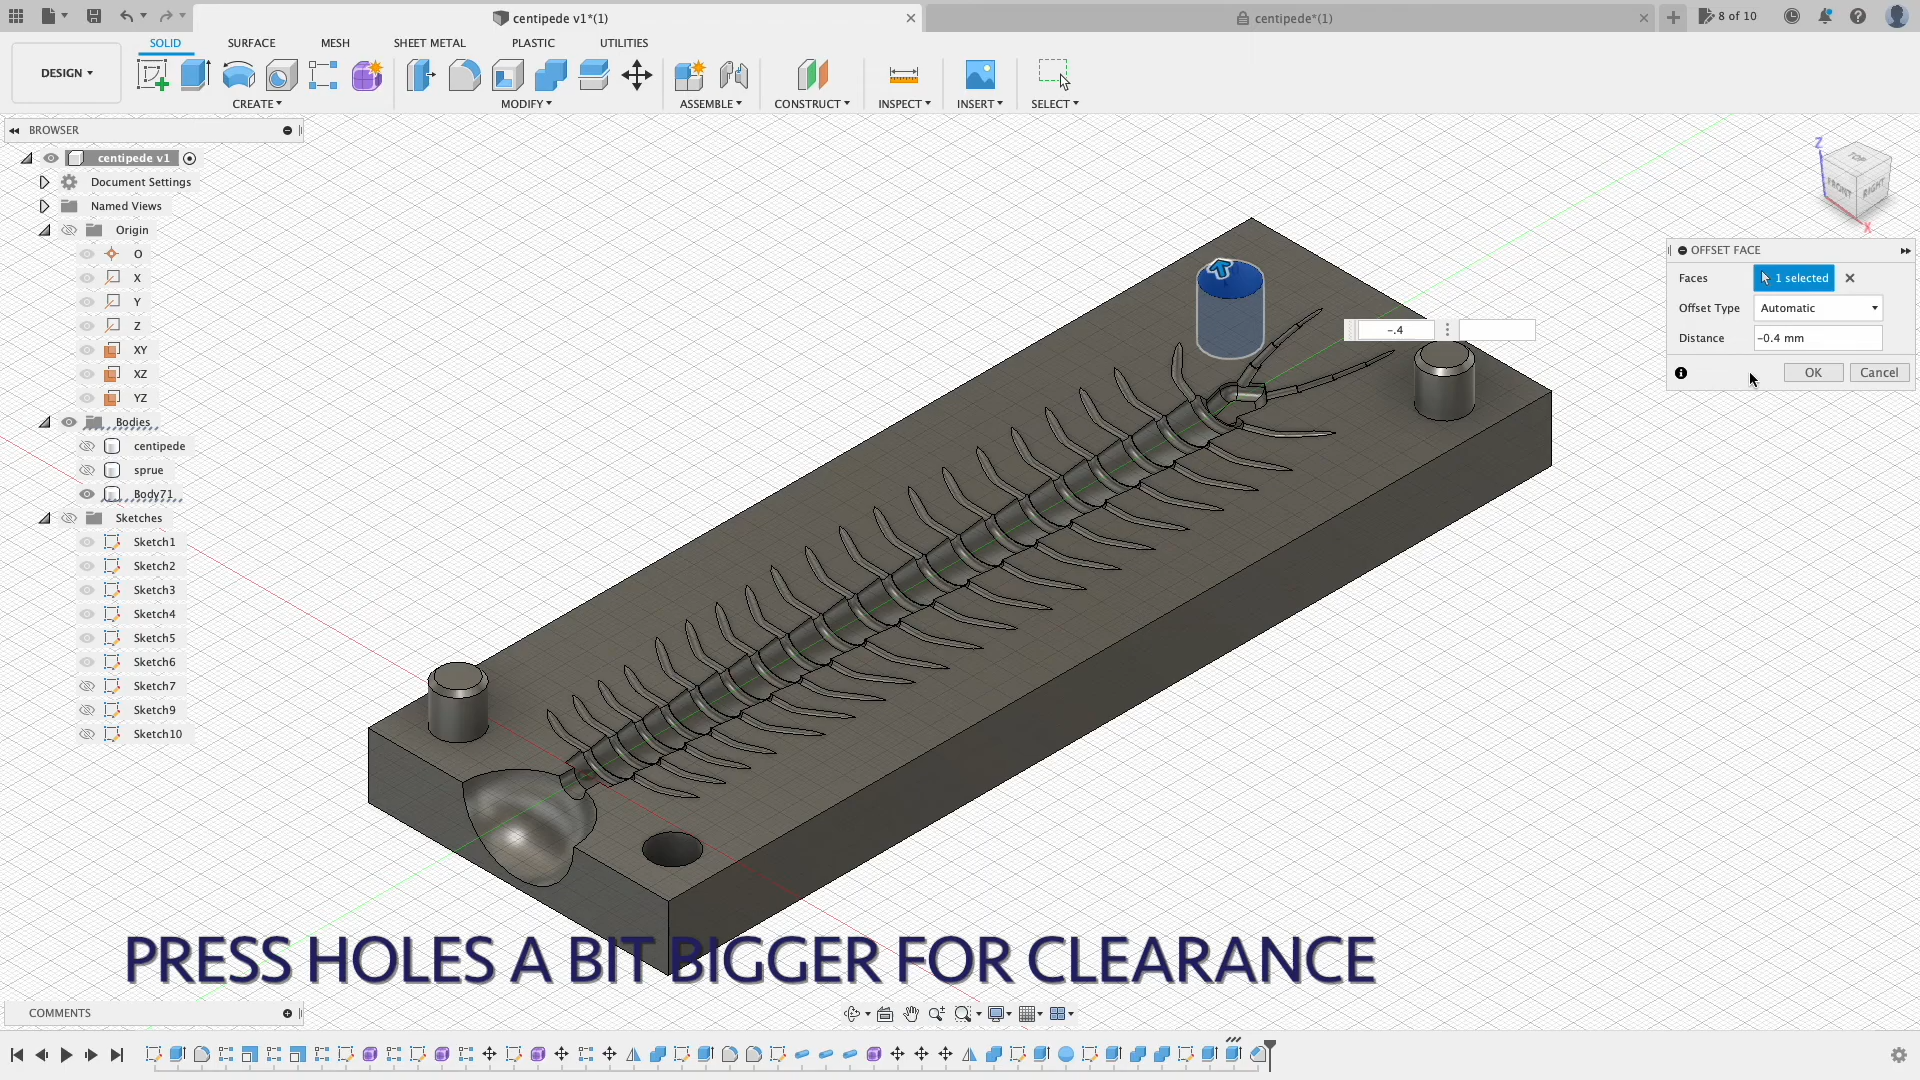 centipede v1*(1)
centipede*(1)
8 of 10
DESIGN
SOLID
SURFACE
MESH
SHEET METAL
PLASTIC
UTILITIES
CREATE
MODIFY
ASSEMBLE
CONSTRUCT
INSPECT
INSERT
SELECT
BROWSER
centipede v1
Document Settings
Named Views
Origin
O
X
Y
Z
XY
XZ
YZ
Bodies
centipede
sprue
Body71
Sketches
Sketch1
Sketch2
Sketch3
Sketch4
Sketch5
Sketch6
Sketch7
Sketch9
Sketch10
Z
TOP
FRONT
RIGHT
X
OFFSET FACE
Faces
1 selected
Offset Type
Automatic
Distance
-0.4 mm
OK
Cancel
-.4
PRESS HOLES A BIT BIGGER FOR CLEARANCE
COMMENTS